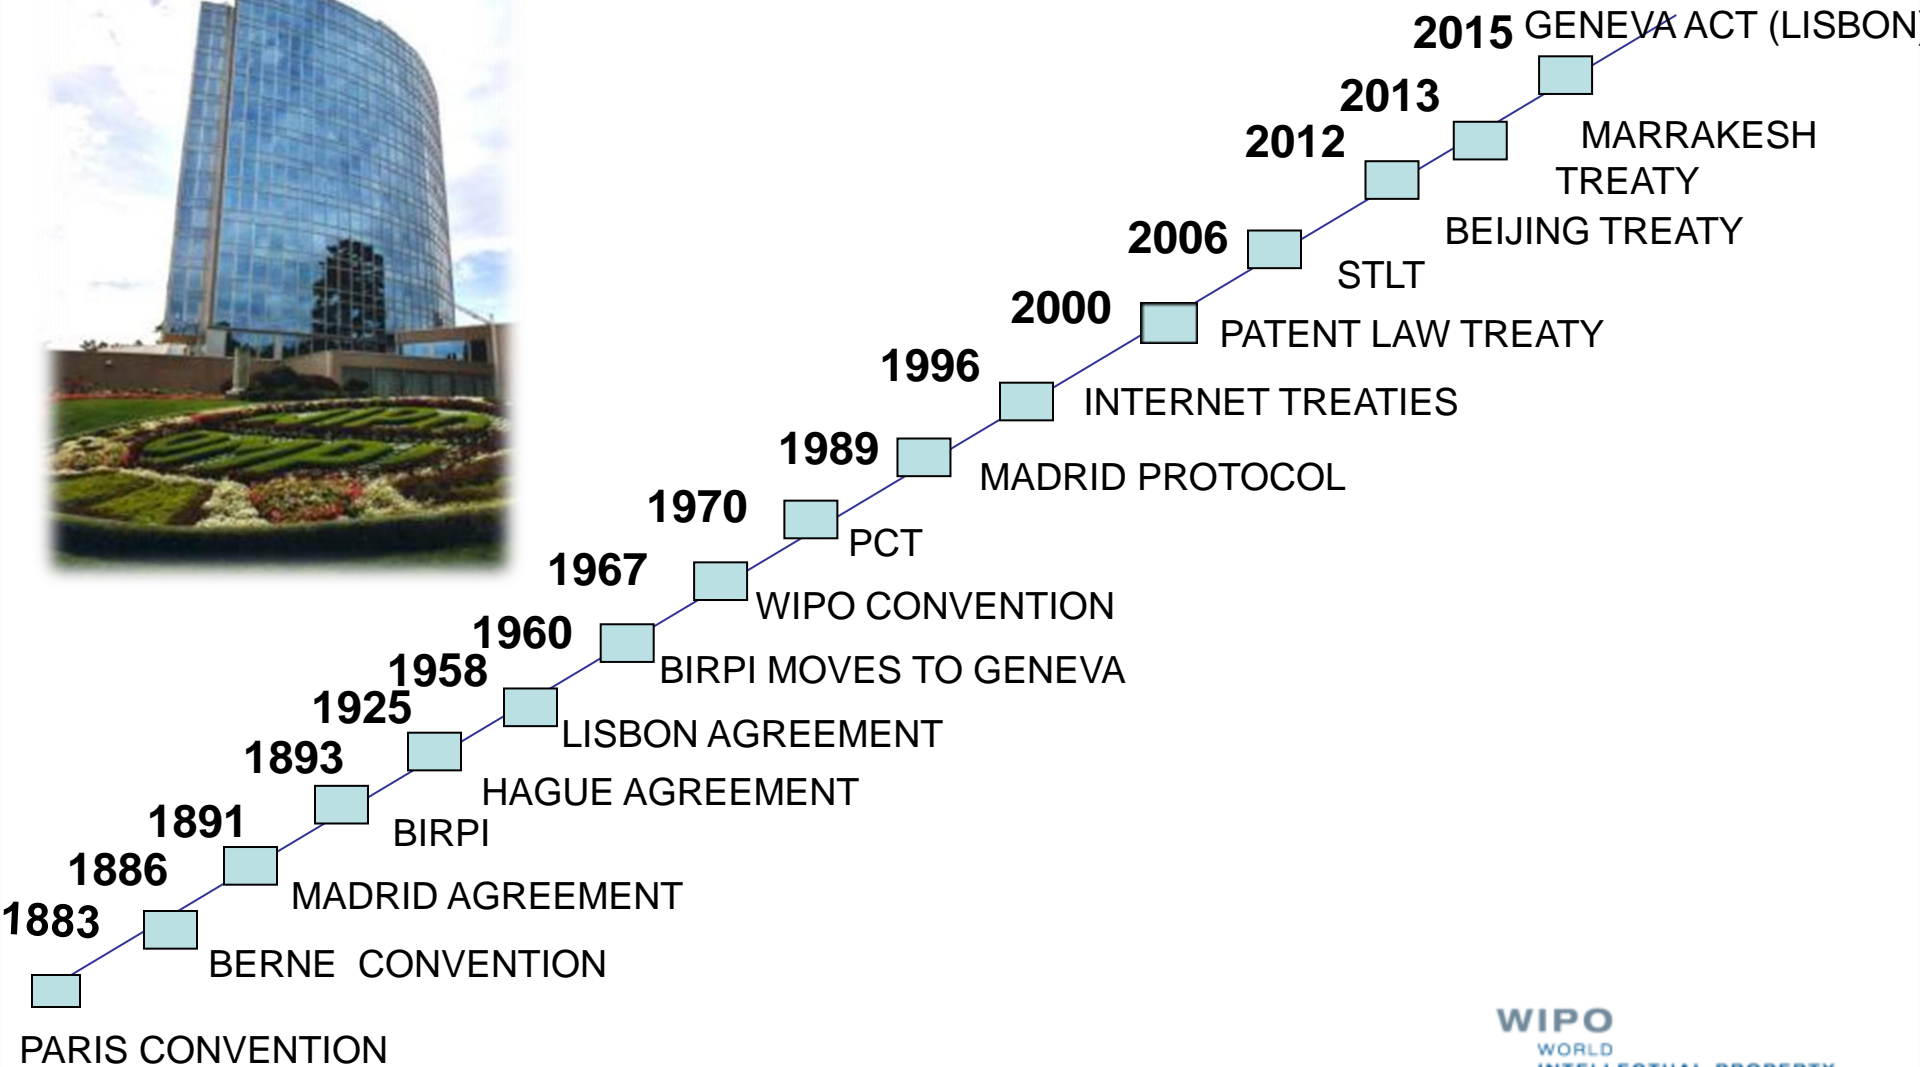 2015 GENEVA ACT (LISBON)
2013
MARRAKESH
TREATY
2012
BEIJING TREATY
2006
STLT
2000
PATENT LAW TREATY
1996
INTERNET TREATIES
1989
MADRID PROTOCOL
1970
PCT
1967
WIPO CONVENTION
1960
BIRPI MOVES TO GENEVA
1958
LISBON AGREEMENT
1925
HAGUE AGREEMENT
1893
BIRPI
1891
MADRID AGREEMENT
1886
BERNE CONVENTION
1883
PARIS CONVENTION
WIPO
WORLD
INTELLECTUAL PROPERTY